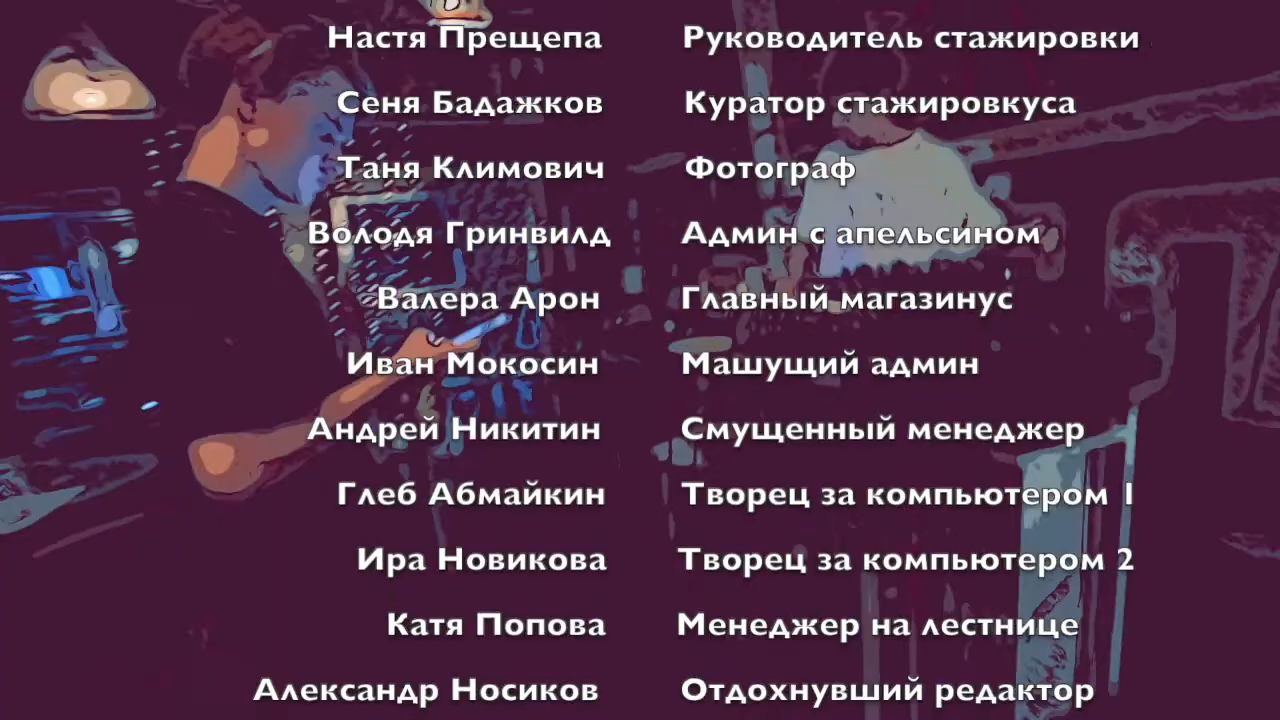 Настя Прещепа Руководитель стажировки
Сеня Бадажков Куратор стажировкуса
Таня Климович Фотограф
Володя Гринвилд Админ с апельсином
Валера Арон Главный магазинус
Иван Мокосин Машущий админ
Андрей Никитин Смущенный менеджер
Глеб Абмайкин Творец за компьютером 1
Ира Новикова Творец за компьютером 2
Катя Попова Менеджер на лестнице
Александр Носиков Отдохнувший редактор